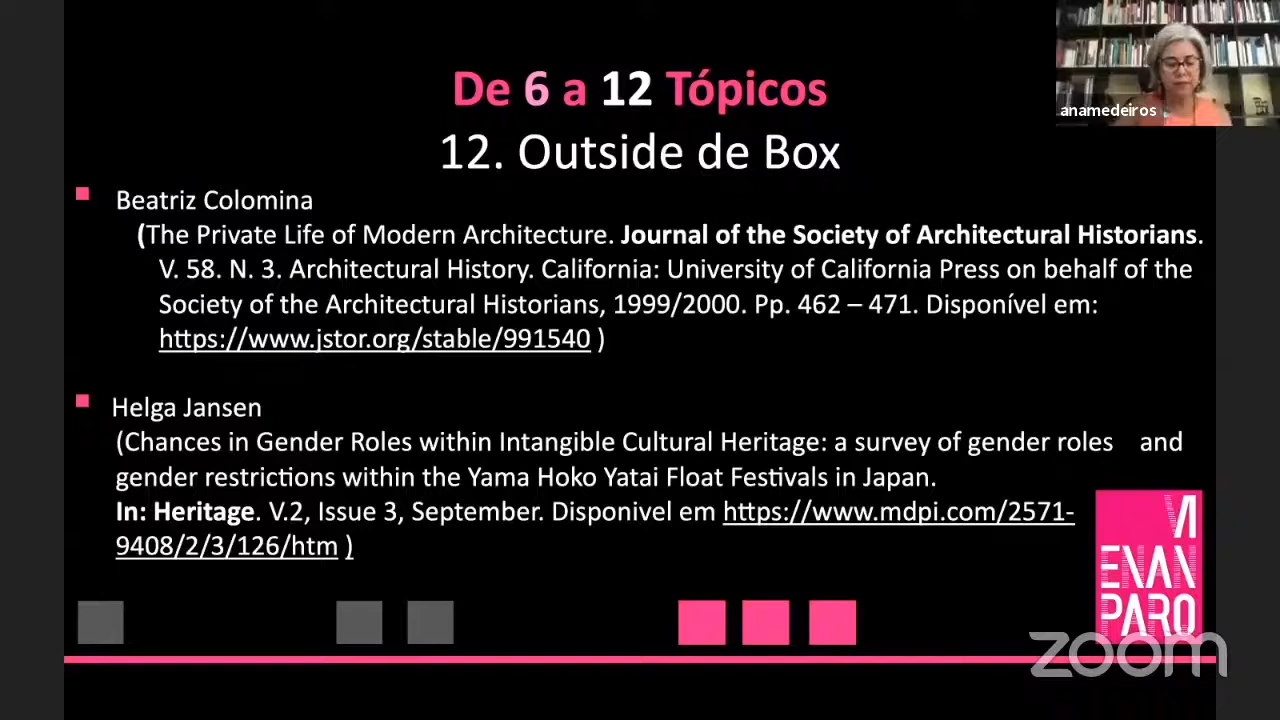 De 6 a 12 Tópicos
12. Outside de Box
anamedeiros
Beatriz Colomina
(The Private Life of Modern Architecture. Journal of the Society of Architectural Historians.
V. 58. N. 3. Architectural History. California: University of California Press on behalf of the
Society of the Architectural Historians, 1999/2000. Pp. 462 – 471. Disponível em:
https://www.jstor.org/stable/991540 )
Helga Jansen
(Chances in Gender Roles within Intangible Cultural Heritage: a survey of gender roles and
gender restrictions within the Yama Hoko Yatai Float Festivals in Japan.
In: Heritage. V.2, Issue 3, September. Disponivel em https://www.mdpi.com/2571-
9408/2/3/126/htm )
VI
ENAN
PARQ
zoom